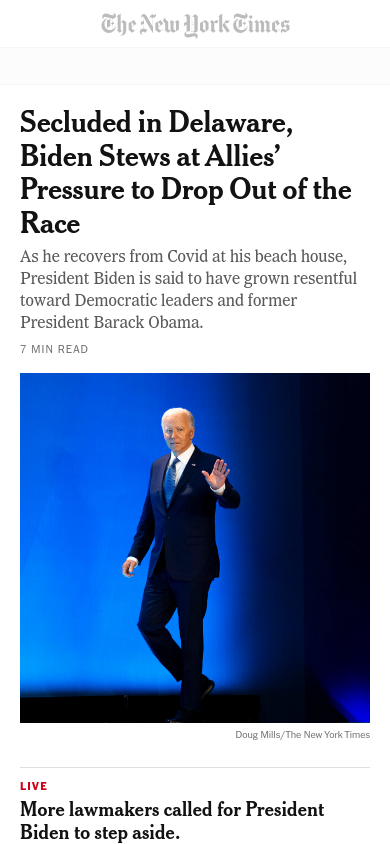 The New York Times
Secluded in Delaware,
Biden Stews at Allies’
Pressure to Drop Out of the
Race
As he recovers from Covid at his beach house,
President Biden is said to have grown resentful
toward Democratic leaders and former
President Barack Obama.
7 MIN READ
Doug Mills/The New York Times
LIVE
More lawmakers called for President
Biden to step aside.